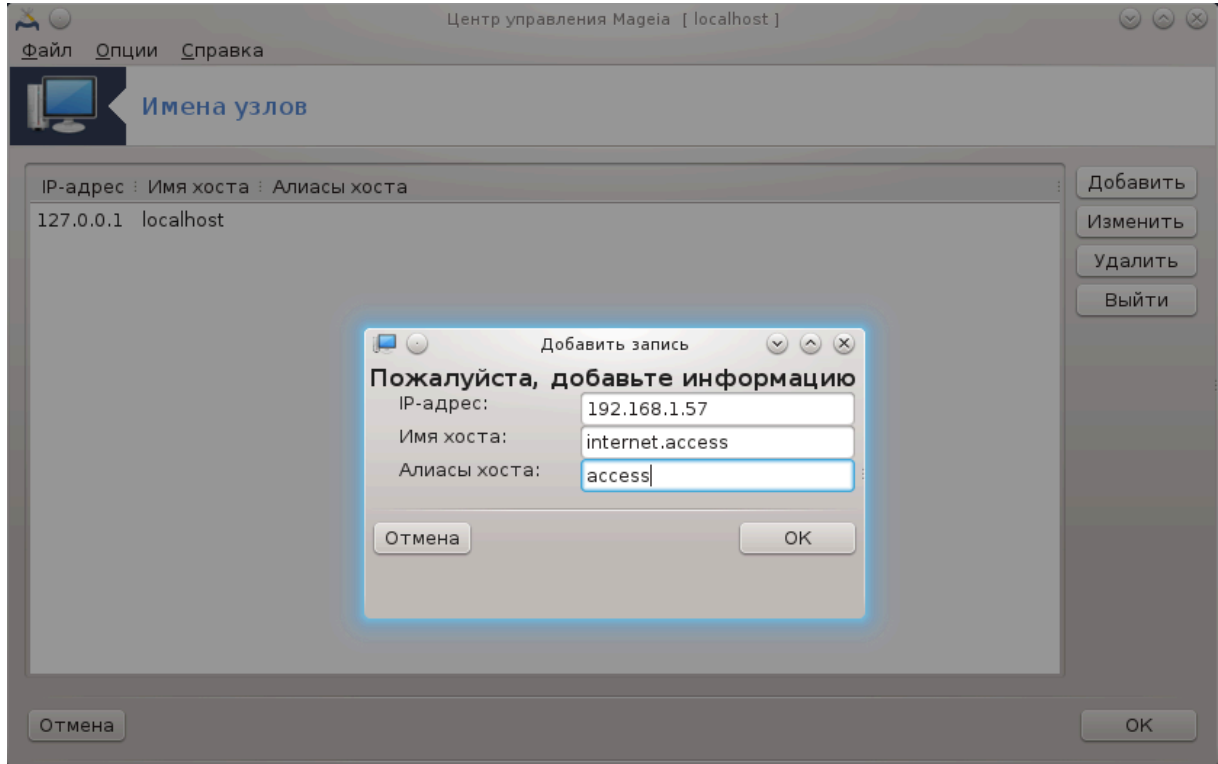 Центр управления Mageia [ localhost ]
Файл Опции Справка
Имена узлов
IP-адрес Имя хоста Алиасы хоста
127.0.0.1 localhost
Добавить
Изменить
Удалить
Выйти
Добавить запись
Пожалуйста, добавьте информацию
IP-адрес: 192.168.1.57
Имя хоста: internet.access
Алиасы хоста: access
Отмена OK
Отмена OK